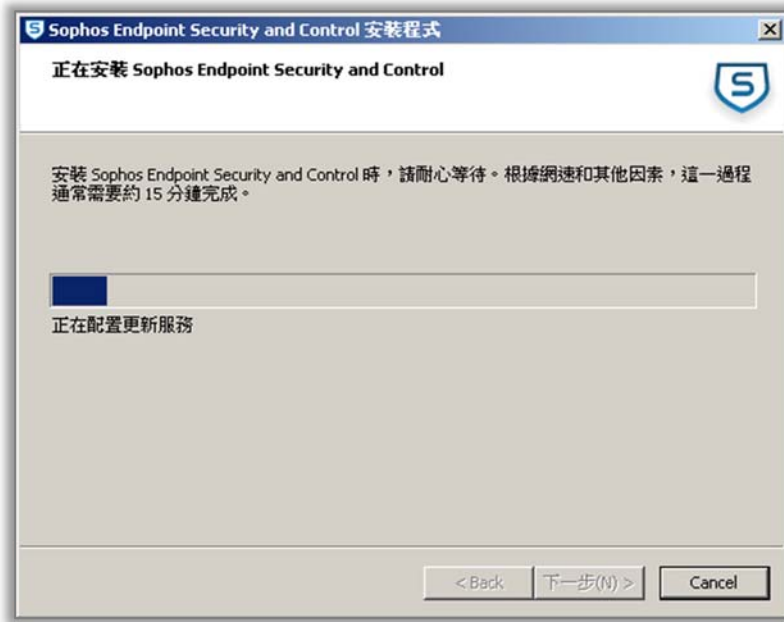 Sophos Endpoint Security and Control 安裝程式
正在安裝 Sophos Endpoint Security and Control
安裝 Sophos Endpoint Security and Control 時，請耐心等待。根據網速和其他因素，這一過程
通常需要約 15 分鐘完成。
正在配置更新服務
< Back 下一步(N) > Cancel